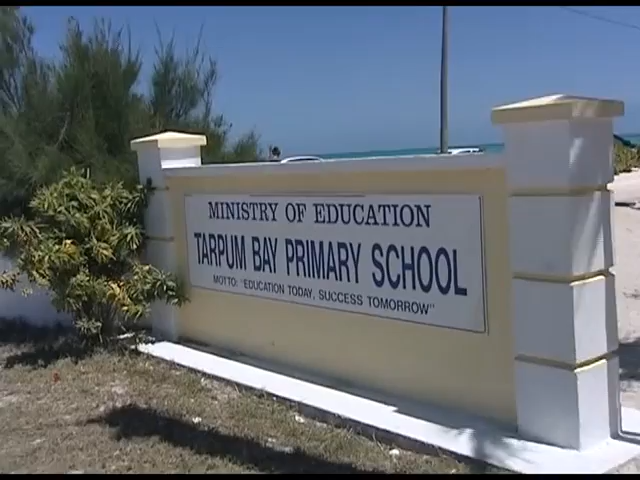 MINISTRY OF EDUCATION
TARPUM BAY PRIMARY SCHOOL
MOTTO: "EDUCATION TODAY, SUCCESS TOMORROW"